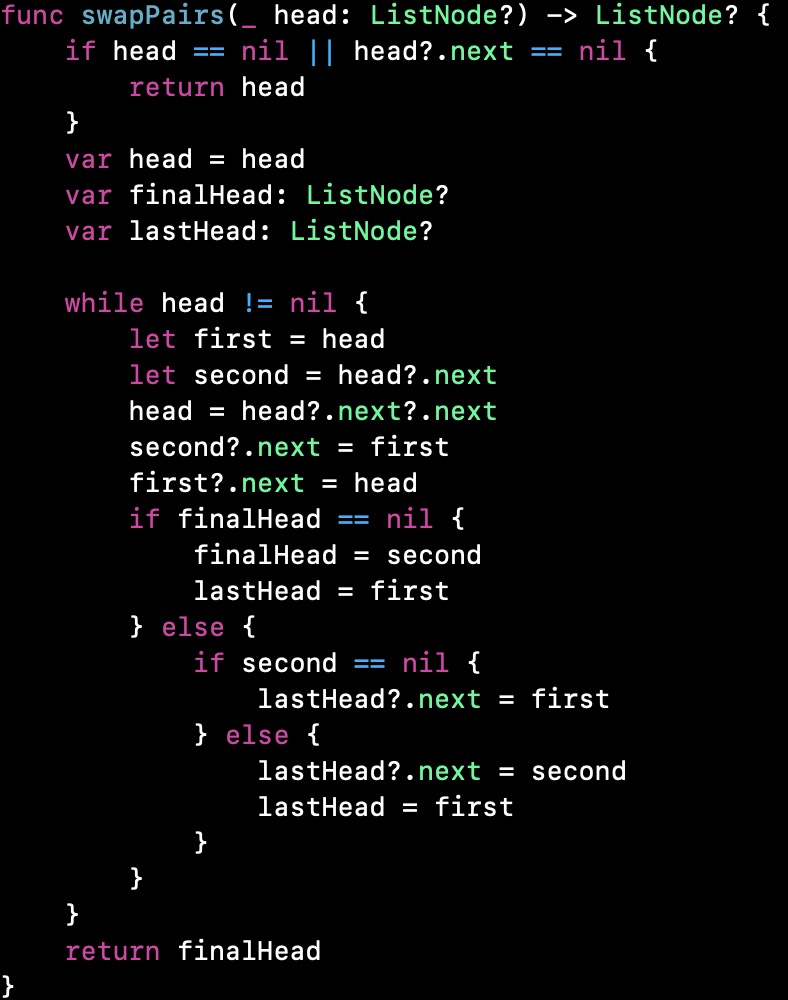 func swapPairs(_ head: ListNode?) -> ListNode? {
    if head == nil || head?.next == nil {
        return head
    }
    var head = head
    var finalHead: ListNode?
    var lastHead: ListNode?

    while head != nil {
        let first = head
        let second = head?.next
        head = head?.next?.next
        second?.next = first
        first?.next = head
        if finalHead == nil {
            finalHead = second
            lastHead = first
        } else {
            if second == nil {
                lastHead?.next = first
            } else {
                lastHead?.next = second
                lastHead = first
            }
        }
    }
    return finalHead
}